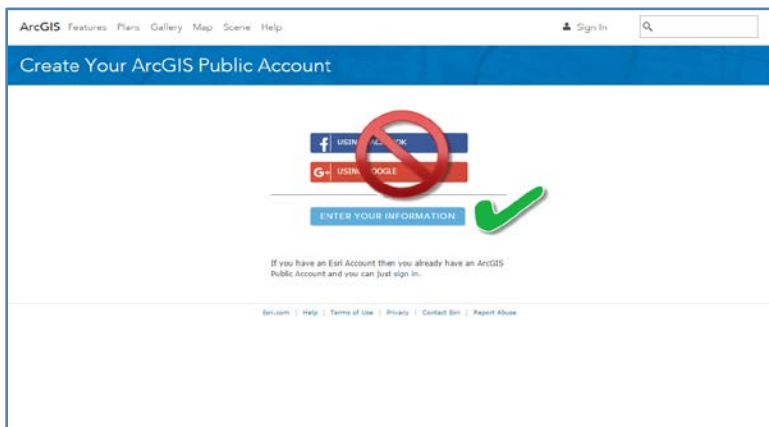 ArcGIS Features Plans Gallery Map Scene Help Sign In
Create Your ArcGIS Public Account
f USING FACEBOOK
G+ USING GOOGLE
ENTER YOUR INFORMATION
If you have an Esri Account then you already have an ArcGIS
Public Account and you can just sign in.
Esri.com | Help | Terms of Use | Privacy | Contact Esri | Report Abuse